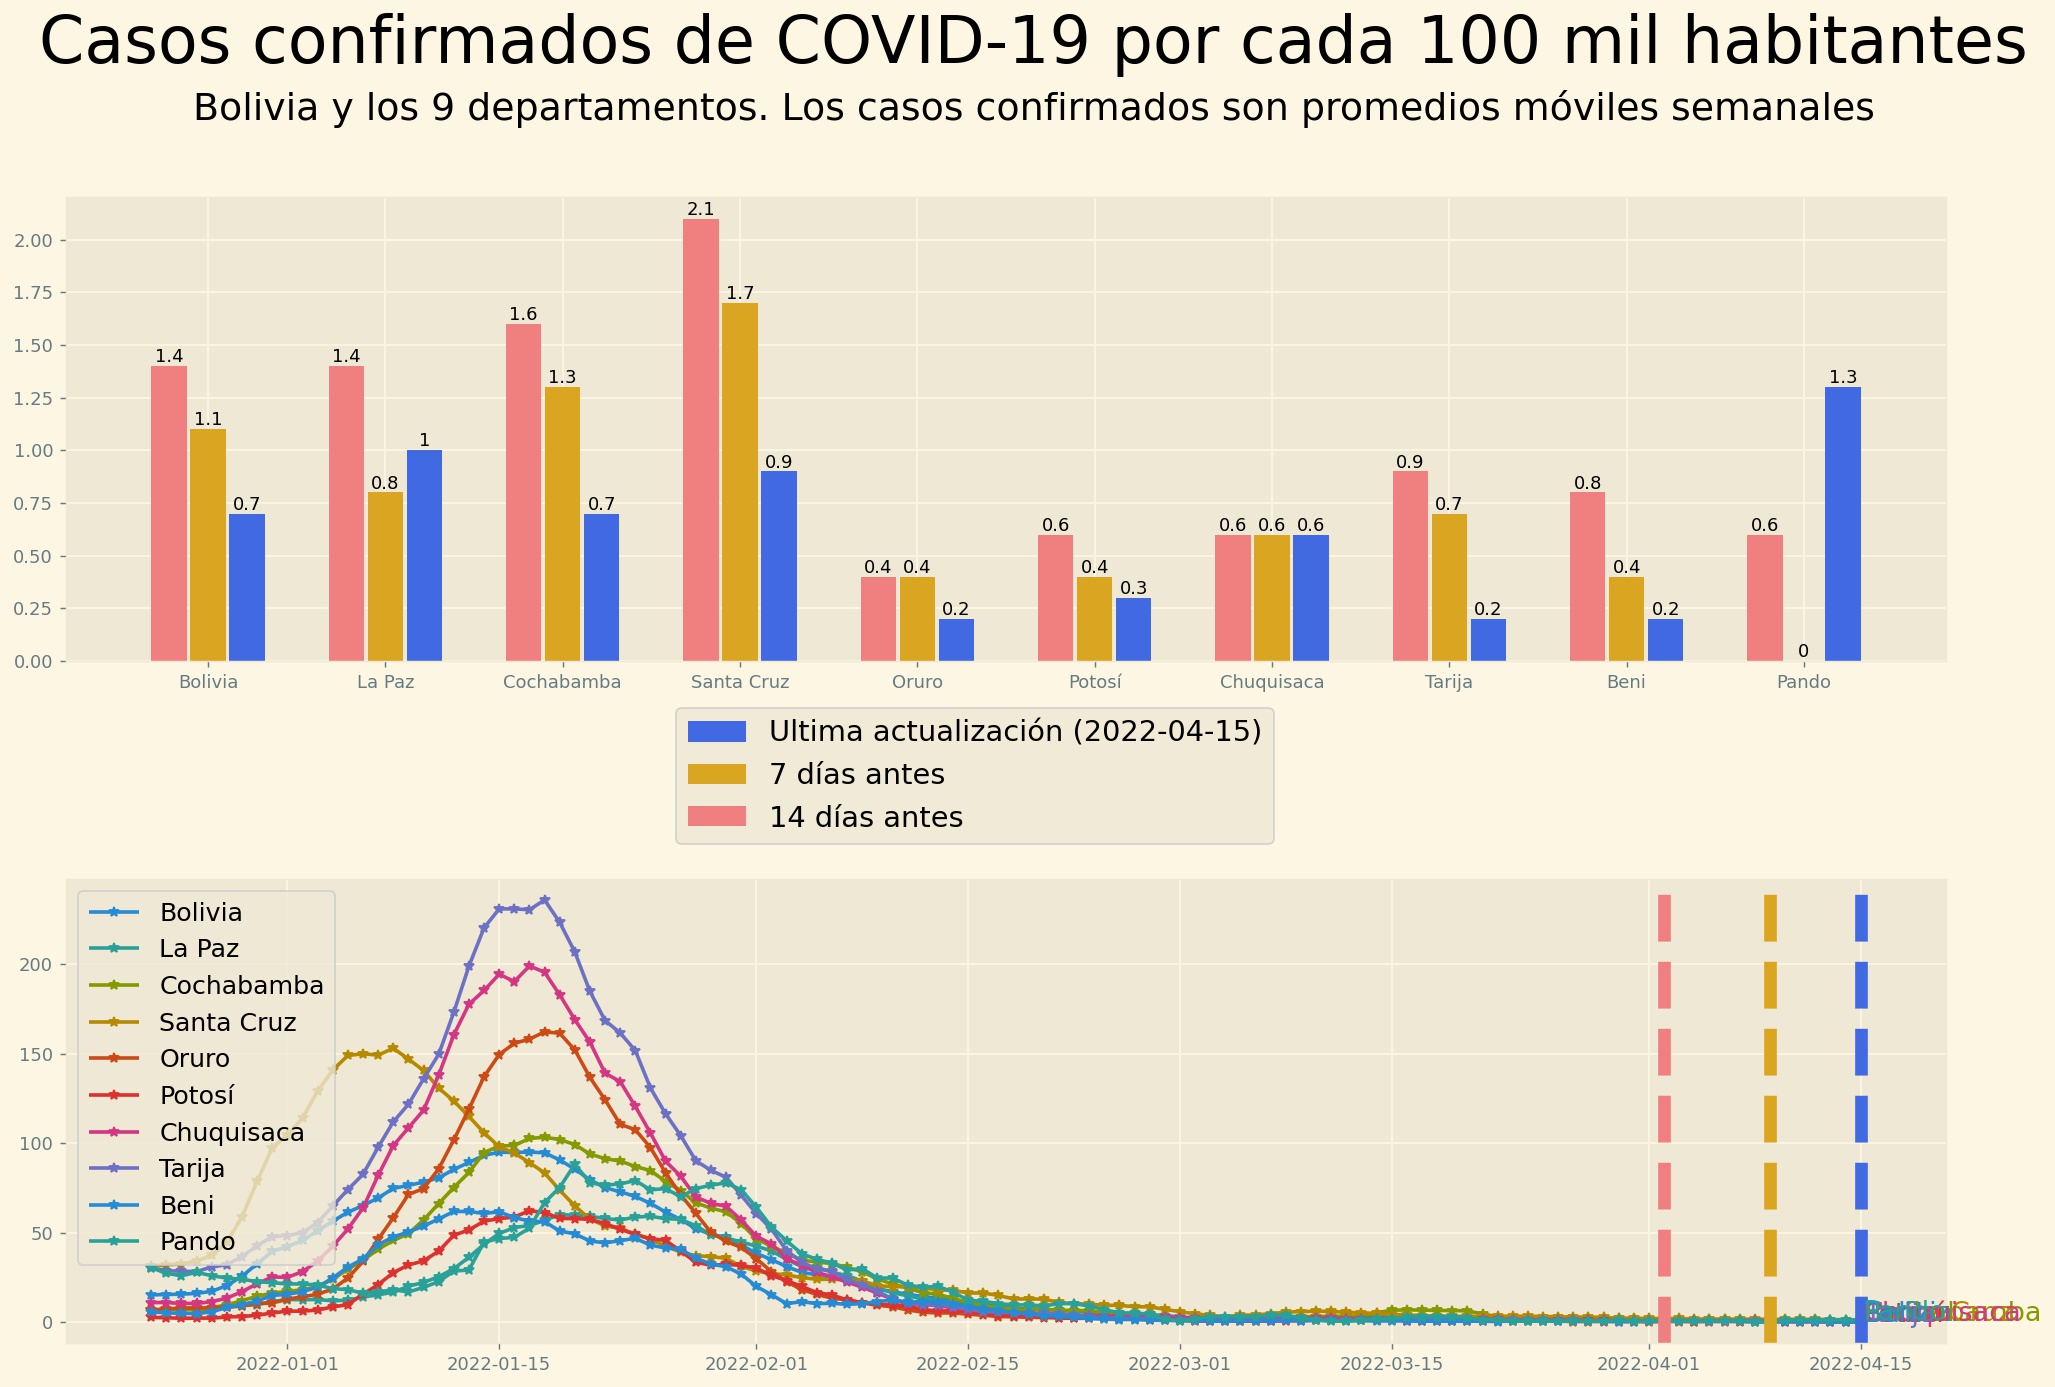 Casos confirmados de COVID-19 por cada 100 mil habitantes
Bolivia y los 9 departamentos. Los casos confirmados son promedios móviles semanales
2.00
1.75
1.50
1.25
1.00
0.75
0.50
0.25
0.00
1.4 1.1 0.7
1.4 0.8 1
1.6 1.3 0.7
2.1 1.7 0.9
0.4 0.4 0.2
0.6 0.4 0.3
0.6 0.6 0.6
0.9 0.7 0.2
0.8 0.4 0.2
0.6 0 1.3
Bolivia La Paz Cochabamba Santa Cruz Oruro Potosí Chuquisaca Tarija Beni Pando
Ultima actualización (2022-04-15)
7 días antes
14 días antes
Bolivia
La Paz
Cochabamba
Santa Cruz
Oruro
Potosí
Chuquisaca
Tarija
Beni
Pando
200
150
100
50
0
2022-01-01 2022-01-15 2022-02-01 2022-02-15 2022-03-01 2022-03-15 2022-04-01 2022-04-15